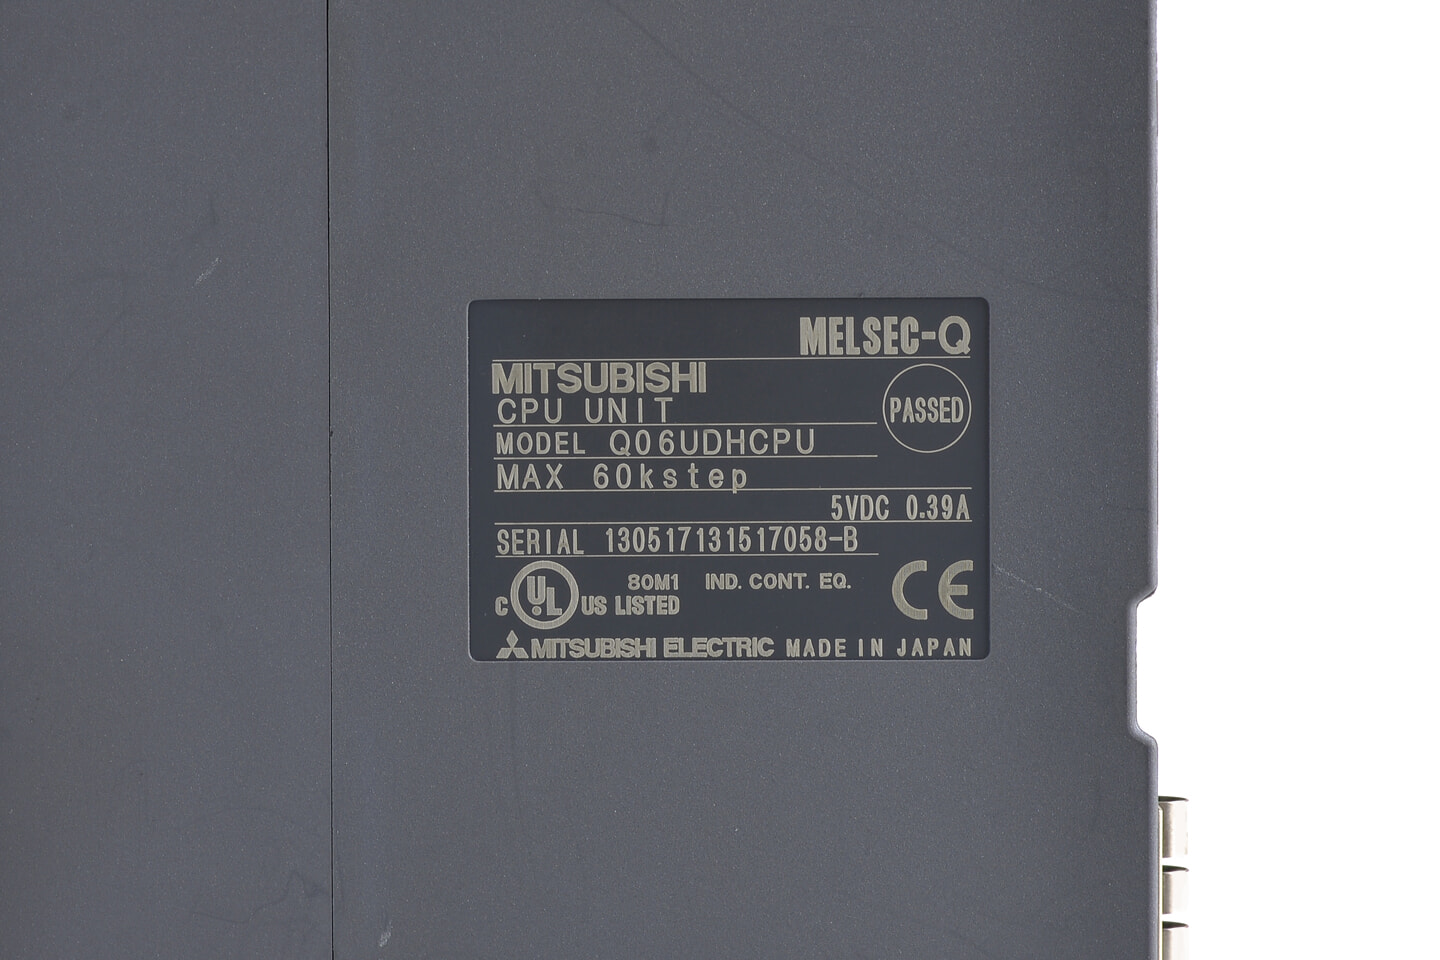 MELSEC-Q
MITSUBISHI
CPU UNIT
PASSED
MODEL Q06UDHCPU
MAX 60kstep
5VDC 0.39A
SERIAL 130517131517058-B
C UL US LISTED 80M1 IND. CONT. EQ.
CE
MITSUBISHI ELECTRIC MADE IN JAPAN